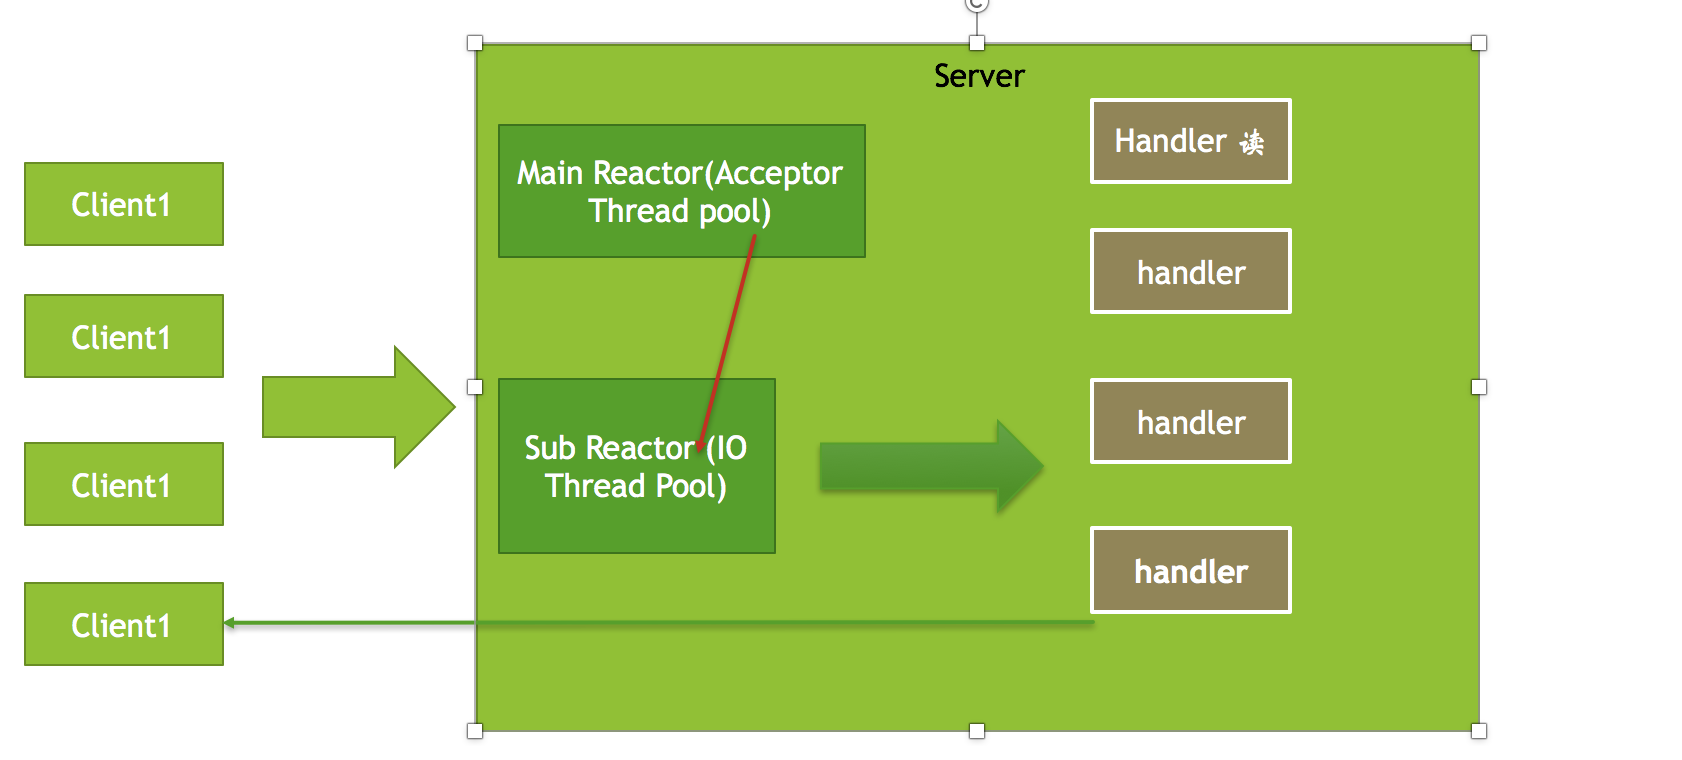 Client1
Client1
Client1
Client1
Server
Main Reactor(Acceptor
Thread pool)
Sub Reactor (IO
Thread Pool)
Handler 读
handler
handler
handler